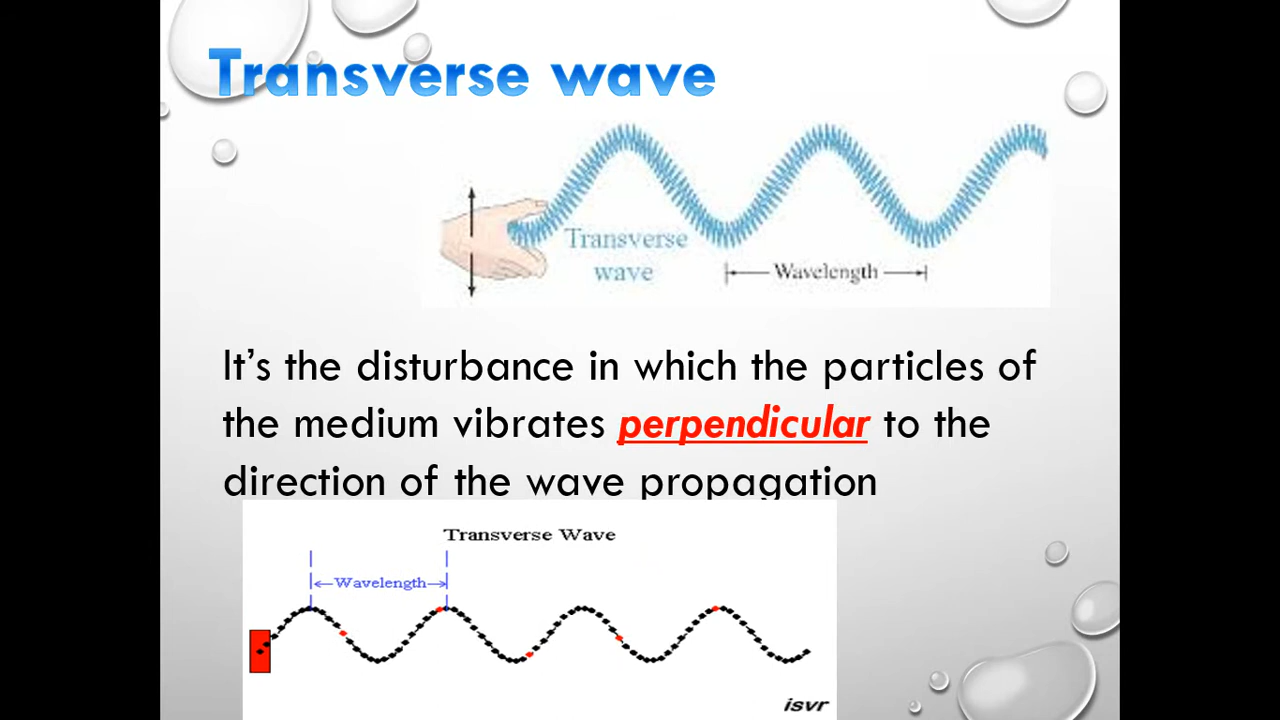 Transverse wave
Transverse
wave
Wavelength
It’s the disturbance in which the particles of
the medium vibrates perpendicular to the
direction of the wave propagation
Transverse Wave
Wavelength
isvr